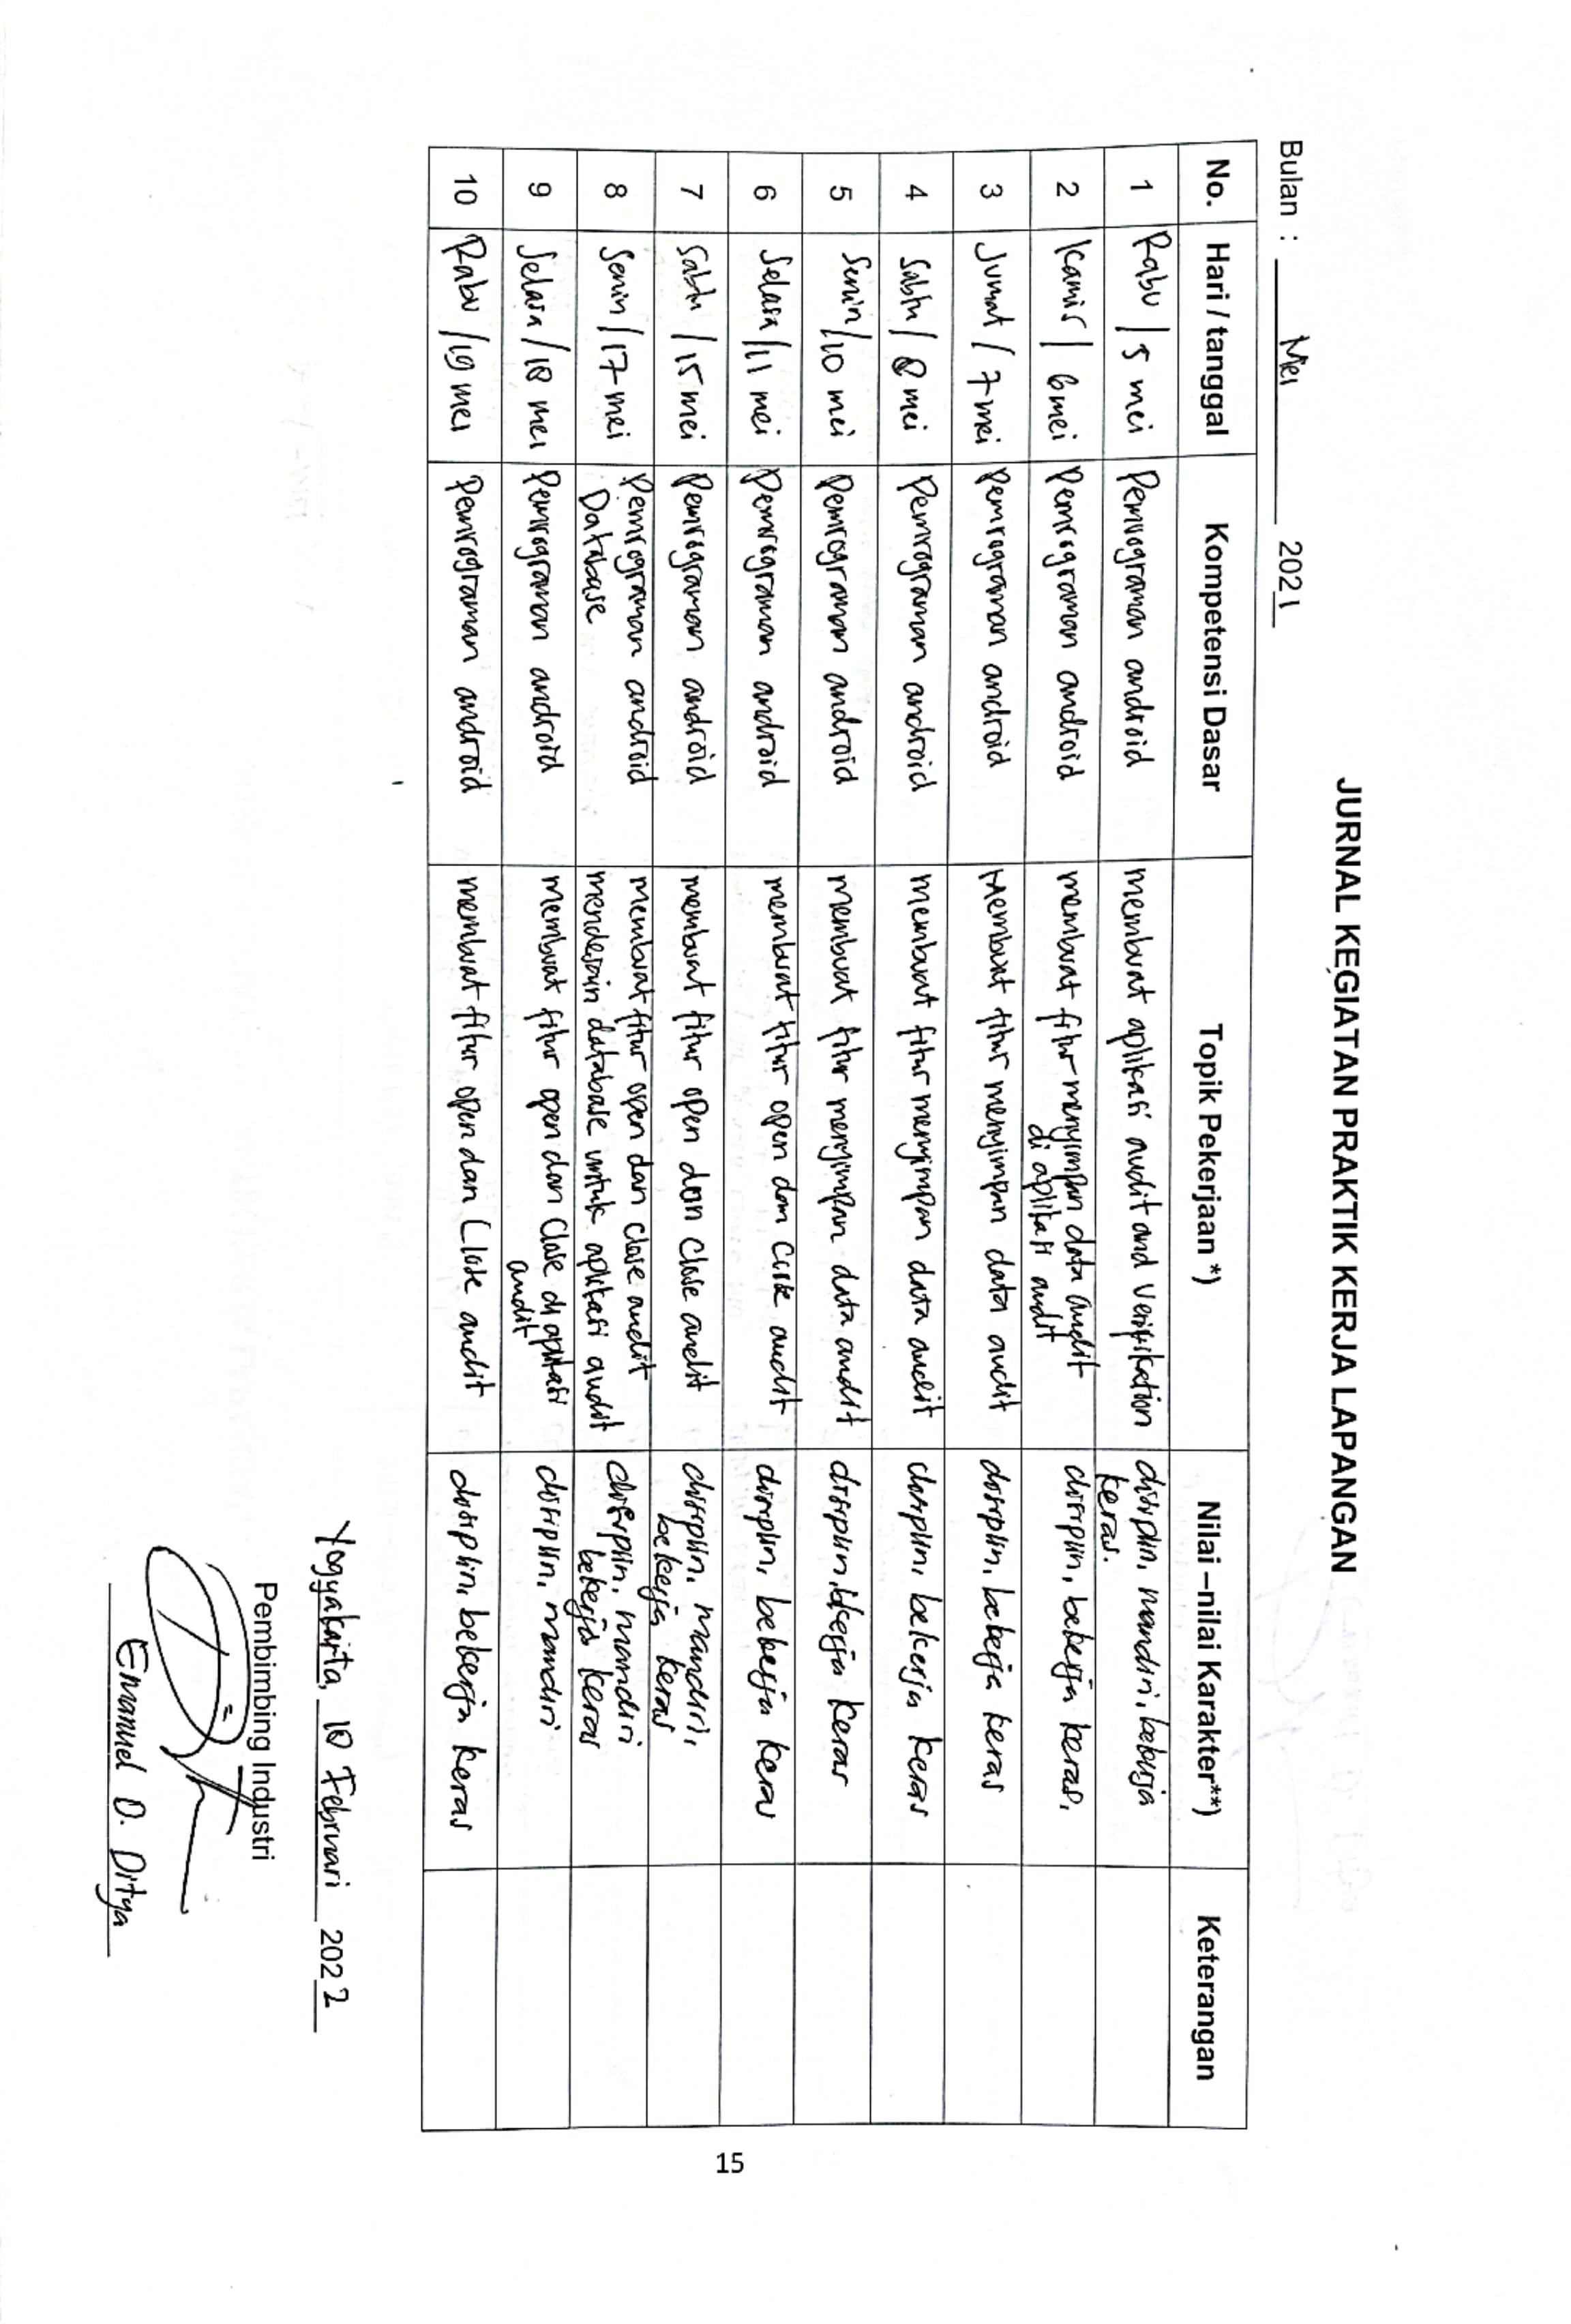 JURNAL KEGIATAN PRAKTIK KERJA LAPANGAN
Bulan : Mei 2021
No. Hari / tanggal Kompetensi Dasar Topik Pekerjaan *) Nilai –nilai Karakter**) Keterangan
1 Rabu / 5 mei Pemrograman android membuat aplikasi audit and Verifikation disiplin, mandiri, bekerja
keras.
2 Kamis / 6 mei Pemrograman android membuat fitur menyimpan data audit disiplin, bekerja keras,
di aplikasi audit
3 Jumat / 7 mei Pemrograman android Membuat fitur menyimpan data audit disiplin, bekerja keras
4 Sabtu / 8 mei Pemrograman android membuat fitur menyimpan data audit disiplin, bekerja keras
5 Senin / 10 mei Pemrograman android membuat fitur menyimpan data audit disiplin, bkerja keras
6 Selasa / 11 mei Pemrograman android membuat fitur open dan close audit disiplin, bekerja keras
7 Sabtu / 15 mei Pemrograman android membuat fitur open dan close audit disiplin, mandiri,
bekerja keras
8 Senin / 17 mei Pemrograman android membuat fitur open dan close audit disiplin, mandiri
Database mendesain database untuk aplikasi audit bekerja keras
9 Selasa / 18 mei Pemrograman android membuat fitur open dan Close di aplikasi disiplin, mandiri
audit
10 Rabu / 19 mei Pemrograman android membuat fitur open dan Close audit disiplin, bekerja keras
Yogyakarta, 18 Februari 2022
Pembimbing Industri
Emanuel D. Ditya
15